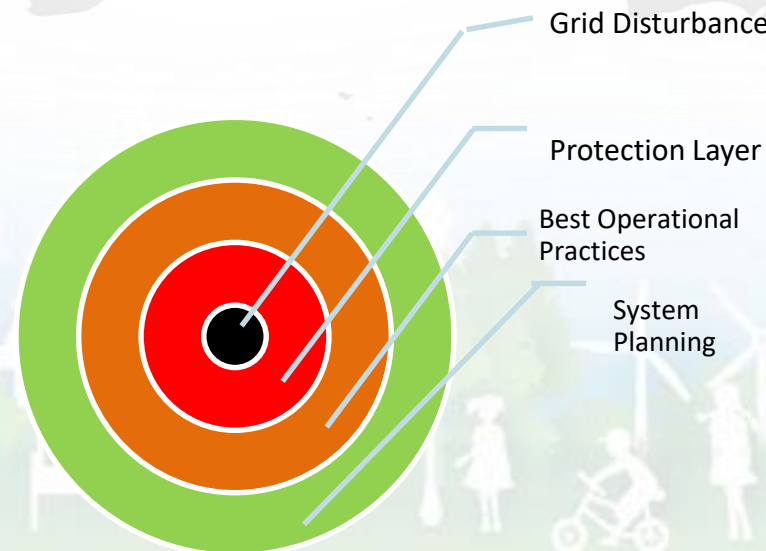 Grid Disturbance
Protection Layer
Best Operational
Practices
System
Planning